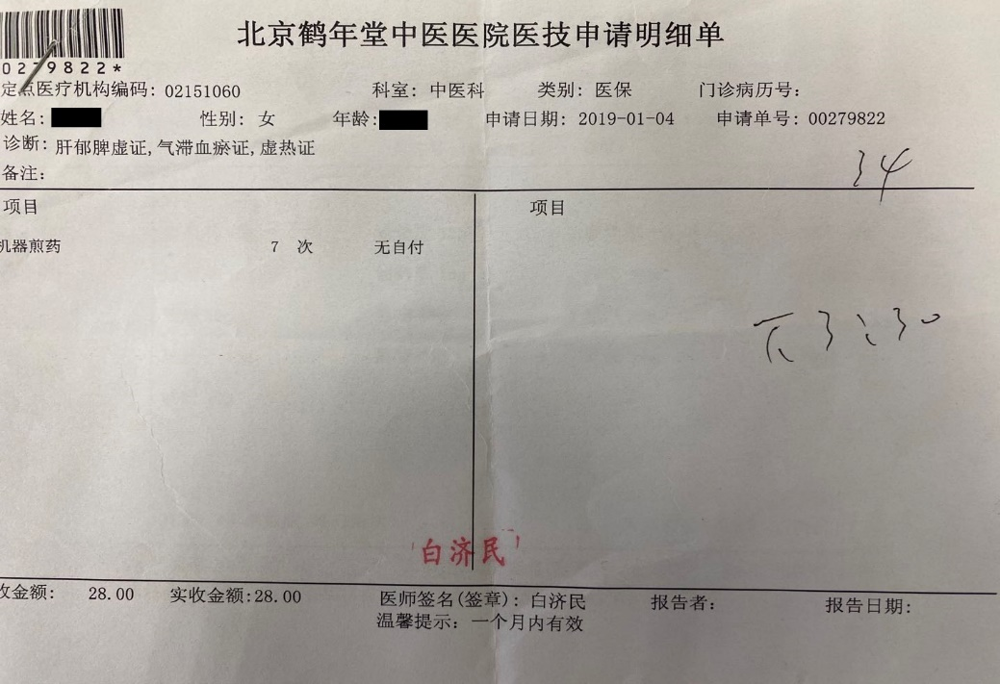 北京鹤年堂中医医院医技申请明细单
029822*
定点医疗机构编码: 02151060 科室: 中医科 类别: 医保 门诊病历号:
姓名: 性别: 女 年龄: 申请日期: 2019-01-04 申请单号: 00279822
诊断: 肝郁脾虚证,气滞血瘀证,虚热证
备注:
34
项目 项目
机器煎药 7 次 无自付
下3:30
白济民
收金额: 28.00 实收金额:28.00 医师签名(签章): 白济民 报告者: 报告日期:
温馨提示: 一个月内有效